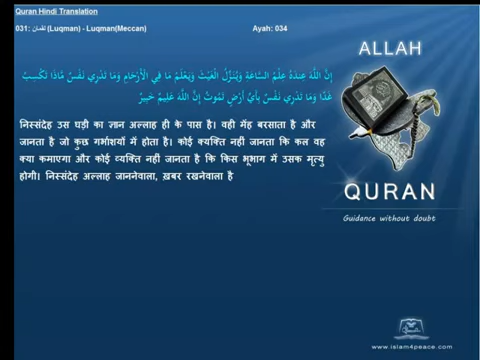 Quran Hindi Translation
031: لقمان (Luqman) - Luqman(Meccan)
Ayah: 034
ALLAH
إِنَّ اللَّهَ عِندَهُ عِلْمُ السَّاعَةِ وَيُنَزِّلُ الْغَيْثَ وَيَعْلَمُ مَا فِي الْأَرْحَامِ وَمَا تَدْرِي نَفْسٌ مَّاذَا تَكْسِبُ
غَدًا وَمَا تَدْرِي نَفْسٌ بِأَيِّ أَرْضٍ تَمُوتُ إِنَّ اللَّهَ عَلِيمٌ خَبِيرٌ
निस्संदेह उस घड़ी का ज्ञान अल्लाह ही के पास है। वही मेंह बरसाता है और
जानता है जो कुछ गर्भाशयों में होता है। कोई क्यक्ति नहीं जानता कि कल वह
क्या कमाएगा और कोई व्यक्ति नहीं जानता है कि किस भूभाग में उसक मृत्यु
होगी। निस्संदेह अल्लाह जाननेवाला, ख़बर रखनेवाला है
QURAN
Guidance without doubt
www.islam4peace.com